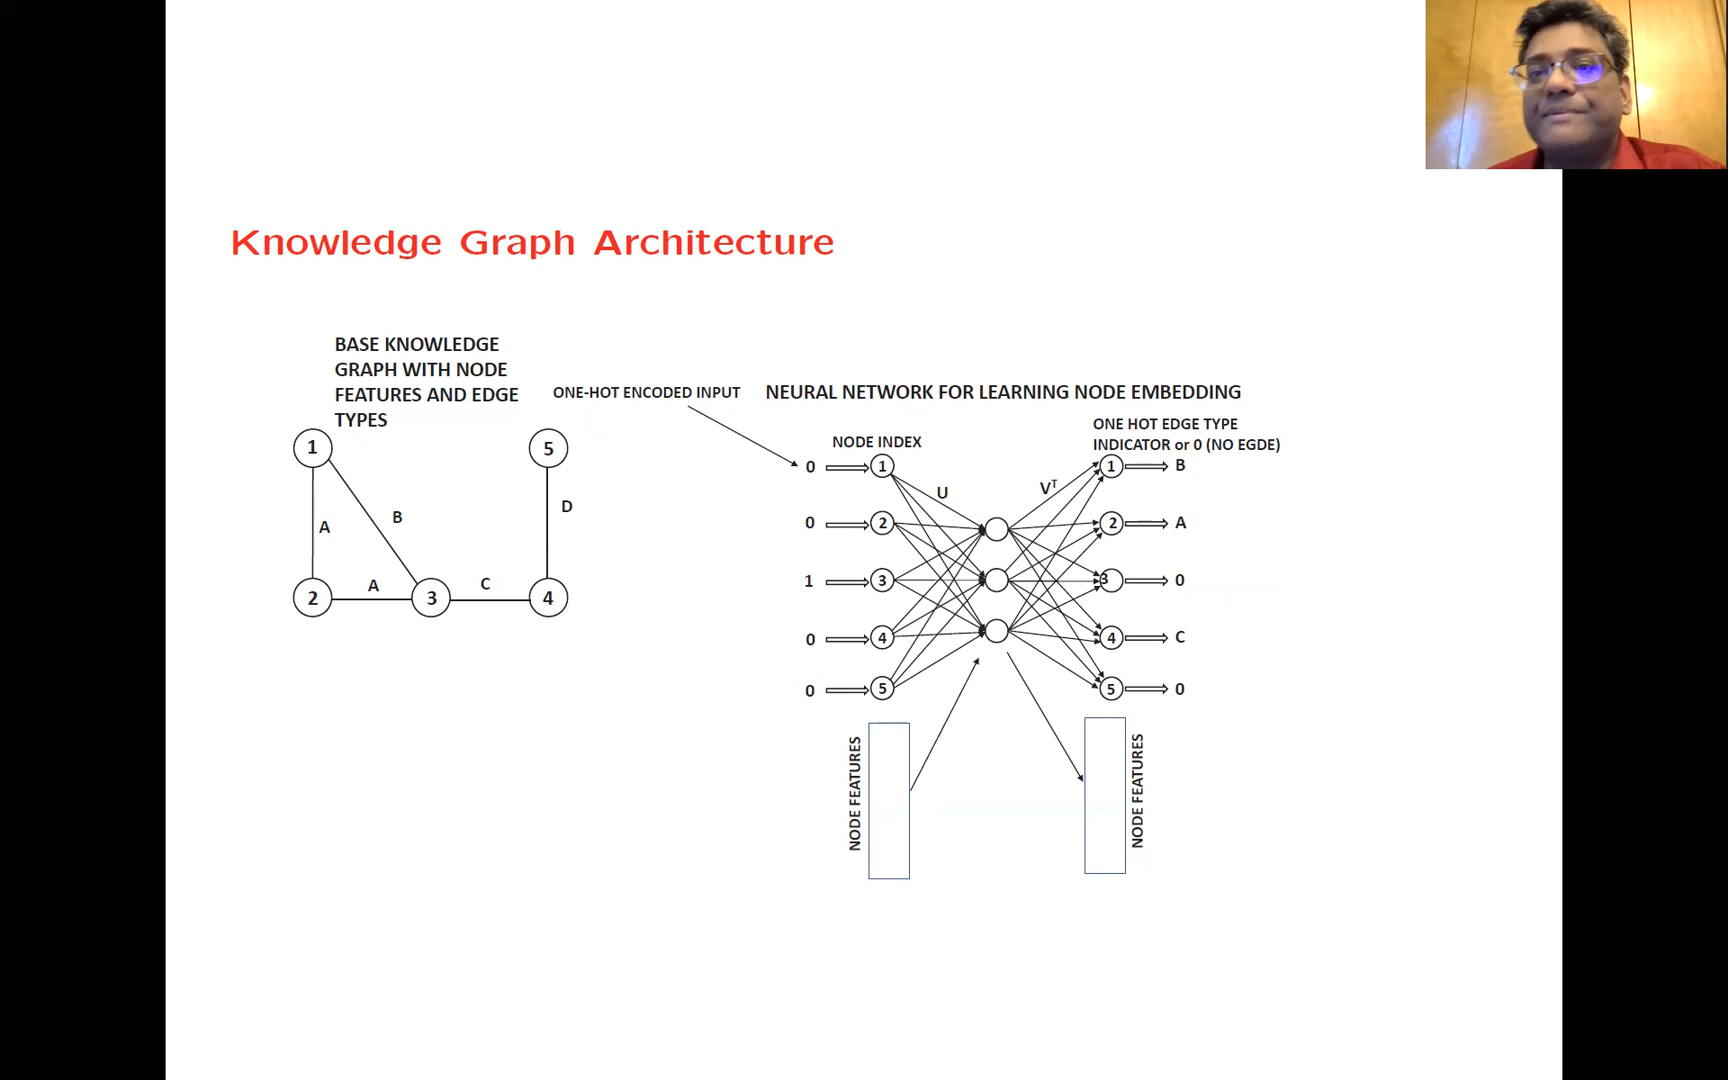 Knowledge Graph Architecture
BASE KNOWLEDGE
GRAPH WITH NODE
FEATURES AND EDGE
TYPES
1
5
A
B
D
2
A
3
C
4
ONE-HOT ENCODED INPUT
NEURAL NETWORK FOR LEARNING NODE EMBEDDING
NODE INDEX
ONE HOT EDGE TYPE
INDICATOR or 0 (NO EGDE)
0 1
U
Vᵀ
1 B
0 2
2 A
1 3
3 0
0 4
4 C
0 5
5 0
NODE FEATURES
NODE FEATURES